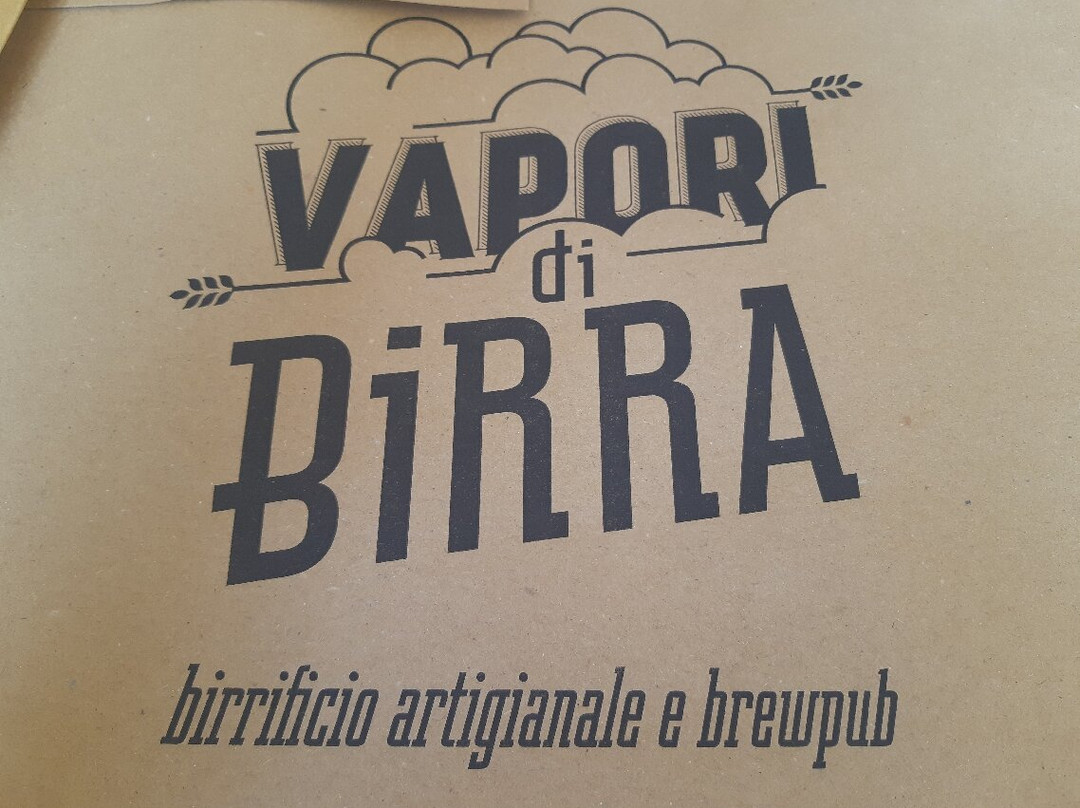 VAPORI
di
BiRRA
birrificio artigianale e brewpub